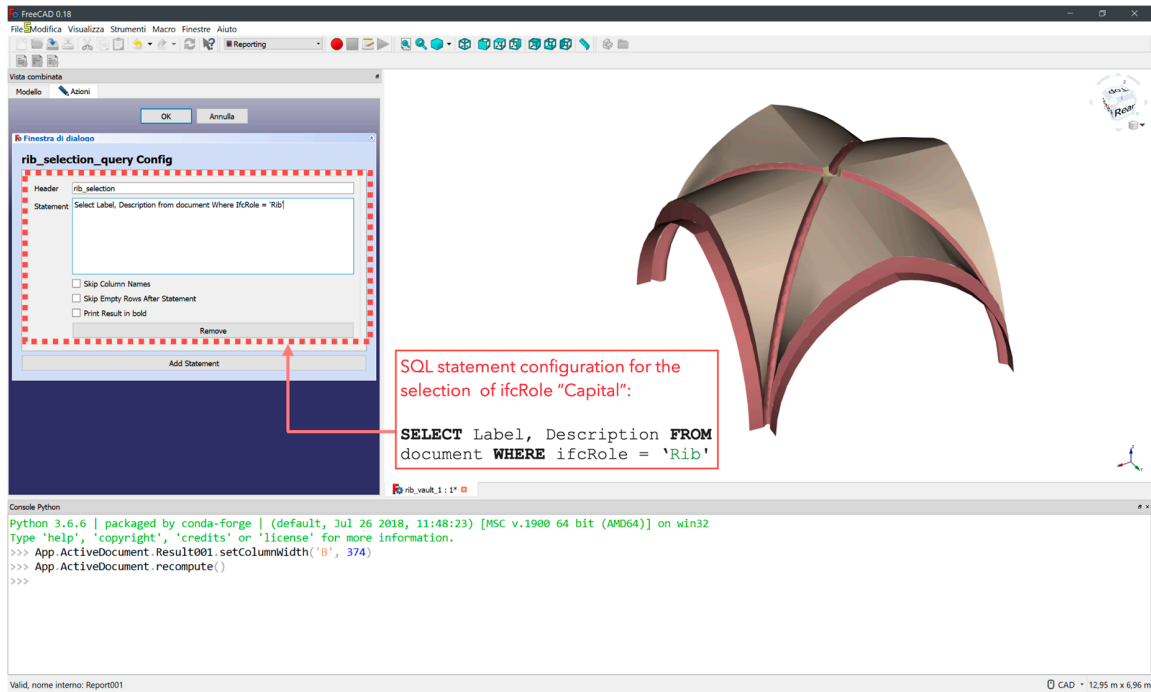 FreeCAD 0.18
File Modifica Visualizza Strumenti Macro Finestre Aiuto
Reporting
Vista combinata
Modello Azioni
OK Annulla
Finestra di dialogo
rib_selection_query Config
Header rib_selection
Statement Select Label, Description from document Where IfcRole = 'Rib'
Skip Column Names
Skip Empty Rows After Statement
Print Result in bold
Remove
Add Statement
Top
Rear
SQL statement configuration for the
selection of ifcRole “Capital”:
SELECT Label, Description FROM
document WHERE ifcRole = ‘Rib'
rib_vault_1 : 1*
Console Python
Python 3.6.6 | packaged by conda-forge | (default, Jul 26 2018, 11:48:23) [MSC v.1900 64 bit (AMD64)] on win32
Type 'help', 'copyright', 'credits' or 'license' for more information.
>>> App.ActiveDocument.Result001.setColumnWidth('B', 374)
>>> App.ActiveDocument.recompute()
>>>
Valid, nome interno: Report001
CAD 12,95 m x 6,96 m